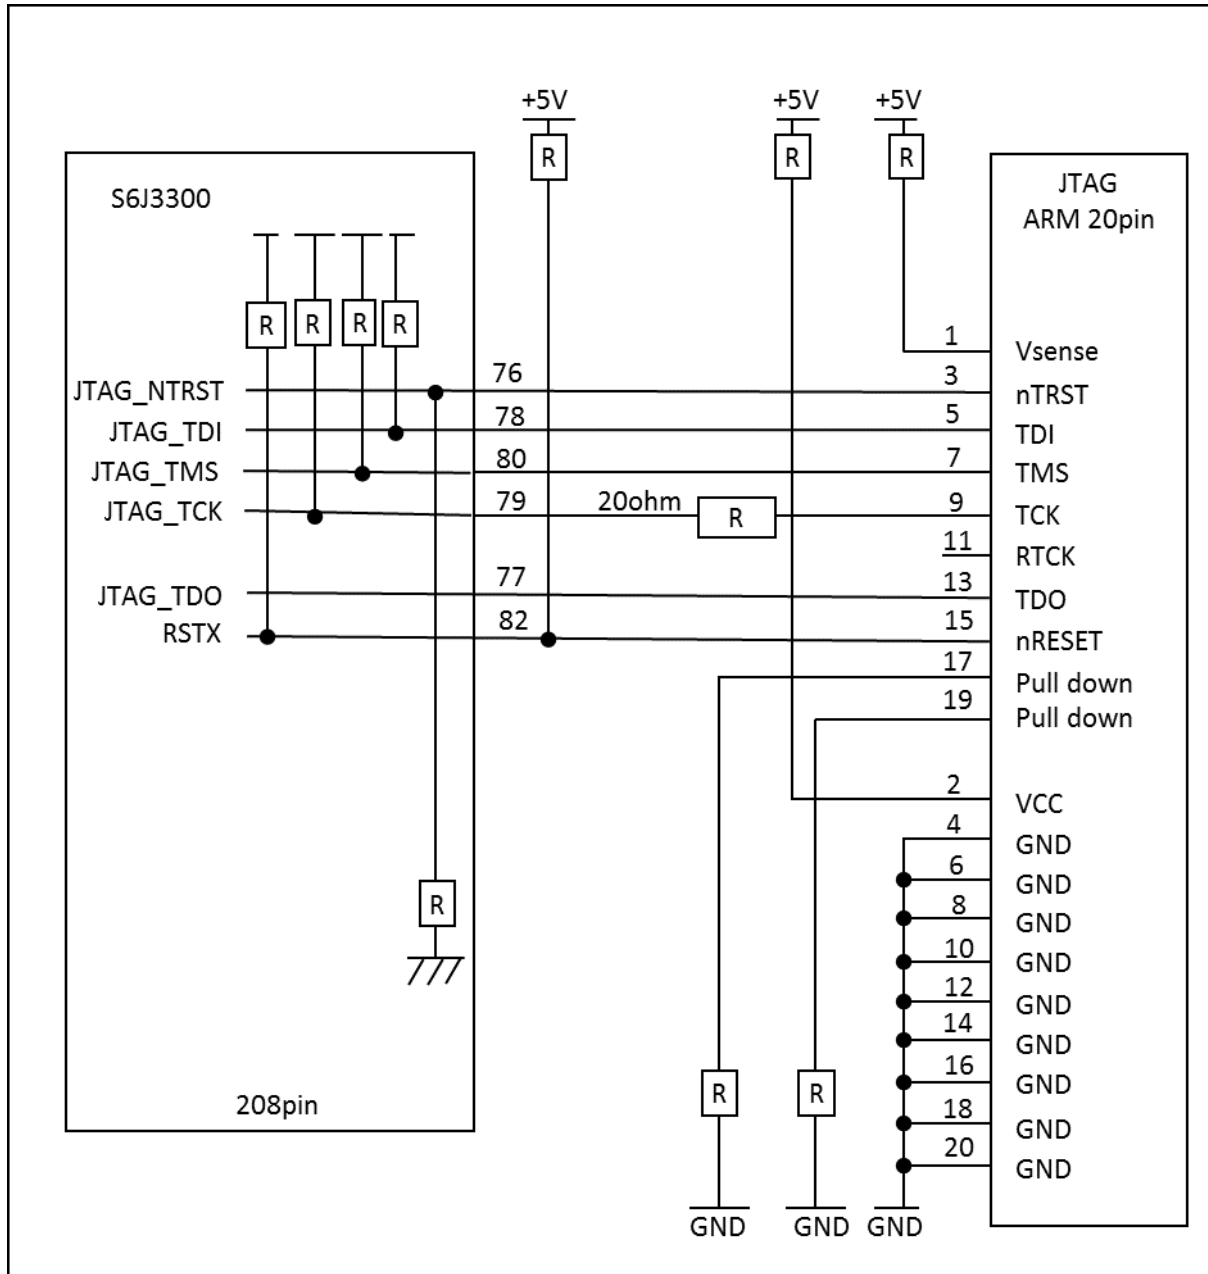 +5V
+5V
+5V
R
R
R
S6J3300
JTAG
ARM 20pin
R
R
R
R
1
Vsense
JTAG_NTRST
76
3
nTRST
JTAG_TDI
78
5
TDI
JTAG_TMS
80
7
TMS
JTAG_TCK
79
20ohm
R
9
TCK
11
RTCK
JTAG_TDO
77
13
TDO
RSTX
82
15
nRESET
17
Pull down
19
Pull down
2
VCC
4
GND
6
GND
R
8
GND
10
GND
12
GND
14
GND
16
GND
R
R
208pin
18
GND
20
GND
GND
GND
GND